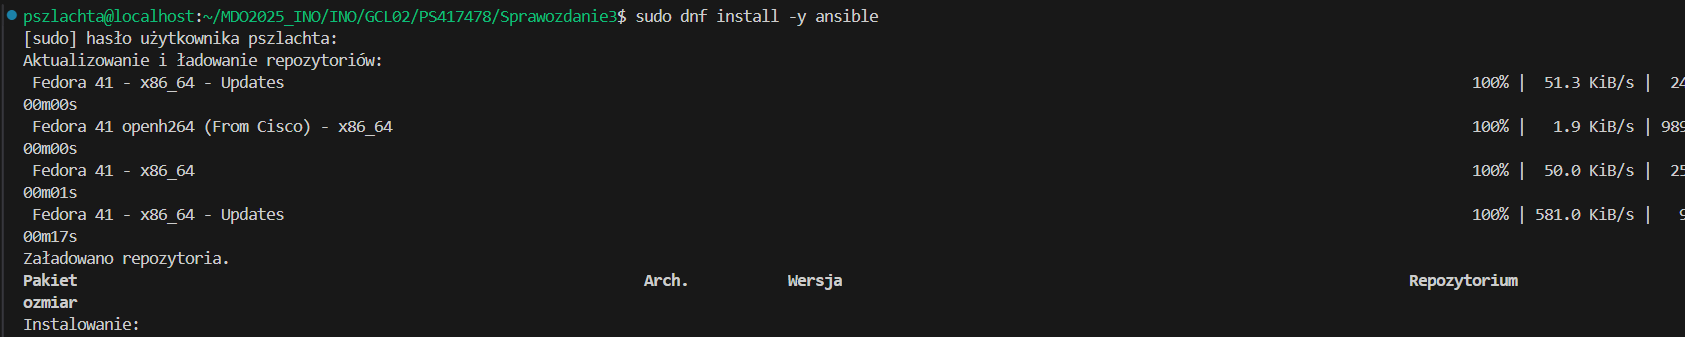 pszlachta@localhost:~/MDO2025_INO/INO/GCL02/PS417478/Sprawozdanie3$ sudo dnf install -y ansible
[sudo] hasło użytkownika pszlachta:
Aktualizowanie i ładowanie repozytoriów:
Fedora 41 - x86_64 - Updates 100% | 51.3 KiB/s | 24
00m00s
Fedora 41 openh264 (From Cisco) - x86_64 100% | 1.9 KiB/s | 989
00m00s
Fedora 41 - x86_64 100% | 50.0 KiB/s | 25
00m01s
Fedora 41 - x86_64 - Updates 100% | 581.0 KiB/s | 9
00m17s
Załadowano repozytoria.
Pakiet Arch. Wersja Repozytorium
ozmiar
Instalowanie: